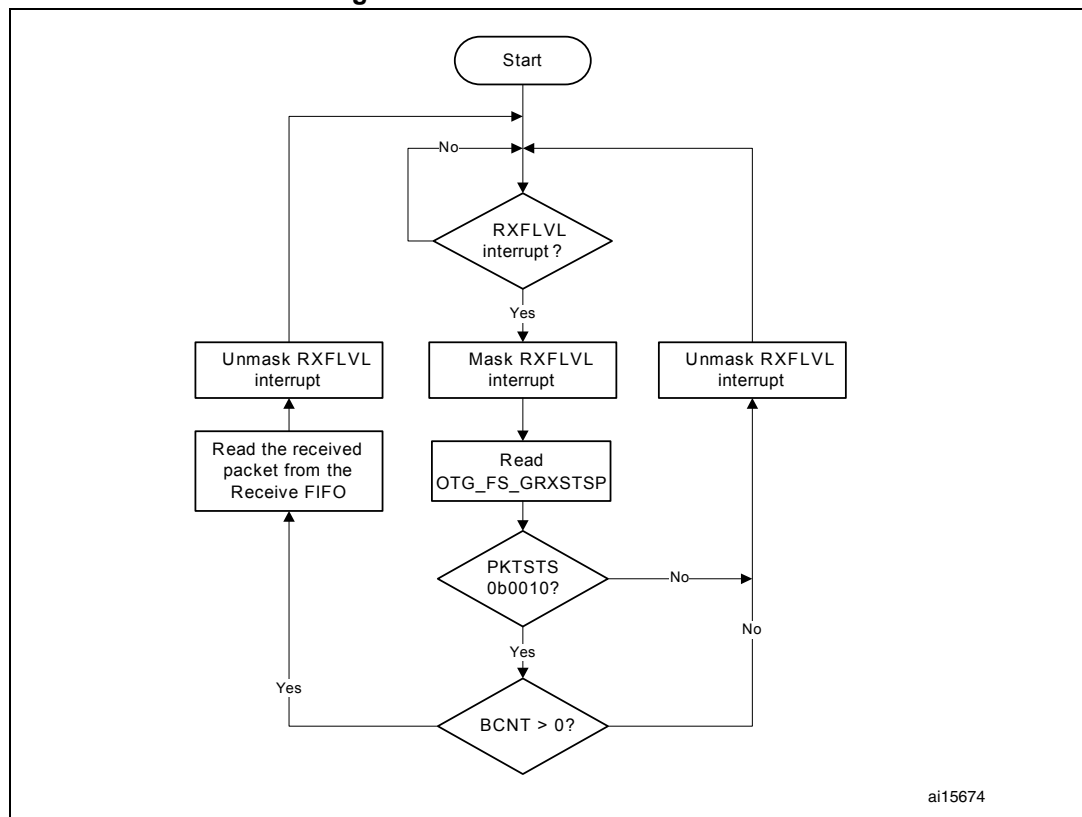 Start
No
RXFLVL
interrupt ?
Yes
Unmask RXFLVL
interrupt
Mask RXFLVL
interrupt
Unmask RXFLVL
interrupt
Read the received
packet from the
Receive FIFO
Read
OTG_FS_GRXSTSP
PKTSTS
0b0010?
No
No
Yes
Yes
BCNT > 0?
ai15674